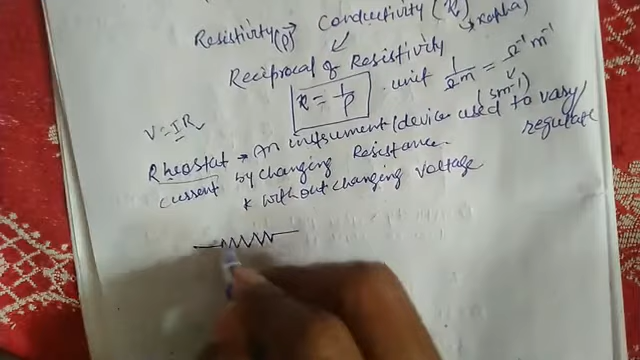 Resistivity (ρ) → Conductivity (κ)
↳ Kapha
Reciprocal of Resistivity
κ = 1/ρ . unit 1/Ωm = Ω⁻¹m⁻¹
(Sm⁻¹)
V = IR
Rheostat → An instrument/device used to vary/
regulate
current by changing Resistance.
* without changing voltage